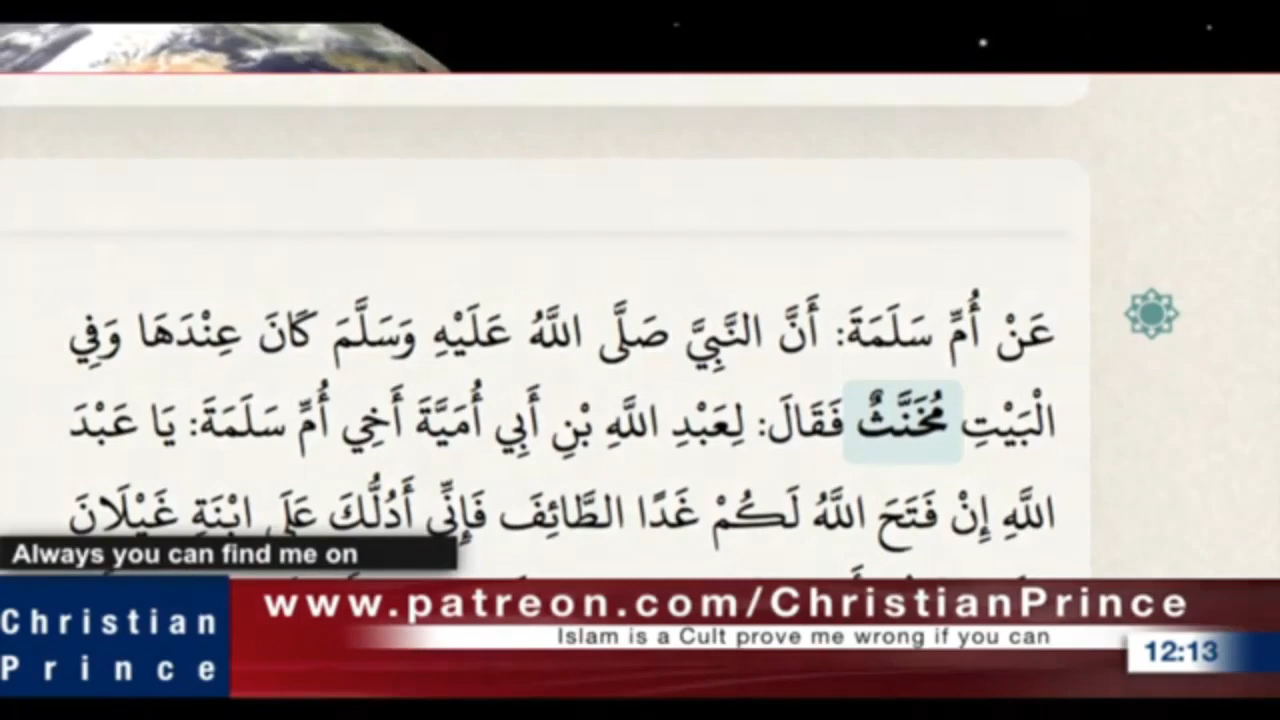 عَنْ أُمِّ سَلَمَةَ: أَنَّ النَّبِيَّ صَلَّى اللَّهُ عَلَيْهِ وَسَلَّمَ كَانَ عِنْدَهَا وَفِي
الْبَيْتِ مُخَنَّثٌ فَقَالَ: لِعَبْدِ اللَّهِ بْنِ أَبِي أُمَيَّةَ أَخِي أُمِّ سَلَمَةَ: يَا عَبْدَ
اللَّهِ إِنْ فَتَحَ اللَّهُ لَكُمْ غَدًا الطَّائِفَ فَإِنِّي أَدُلُّكَ عَلَى ابْنَةِ غَيْلَانَ
Always you can find me on
www.patreon.com/ChristianPrince
Islam is a Cult prove me wrong if you can
Christian
Prince
12:13